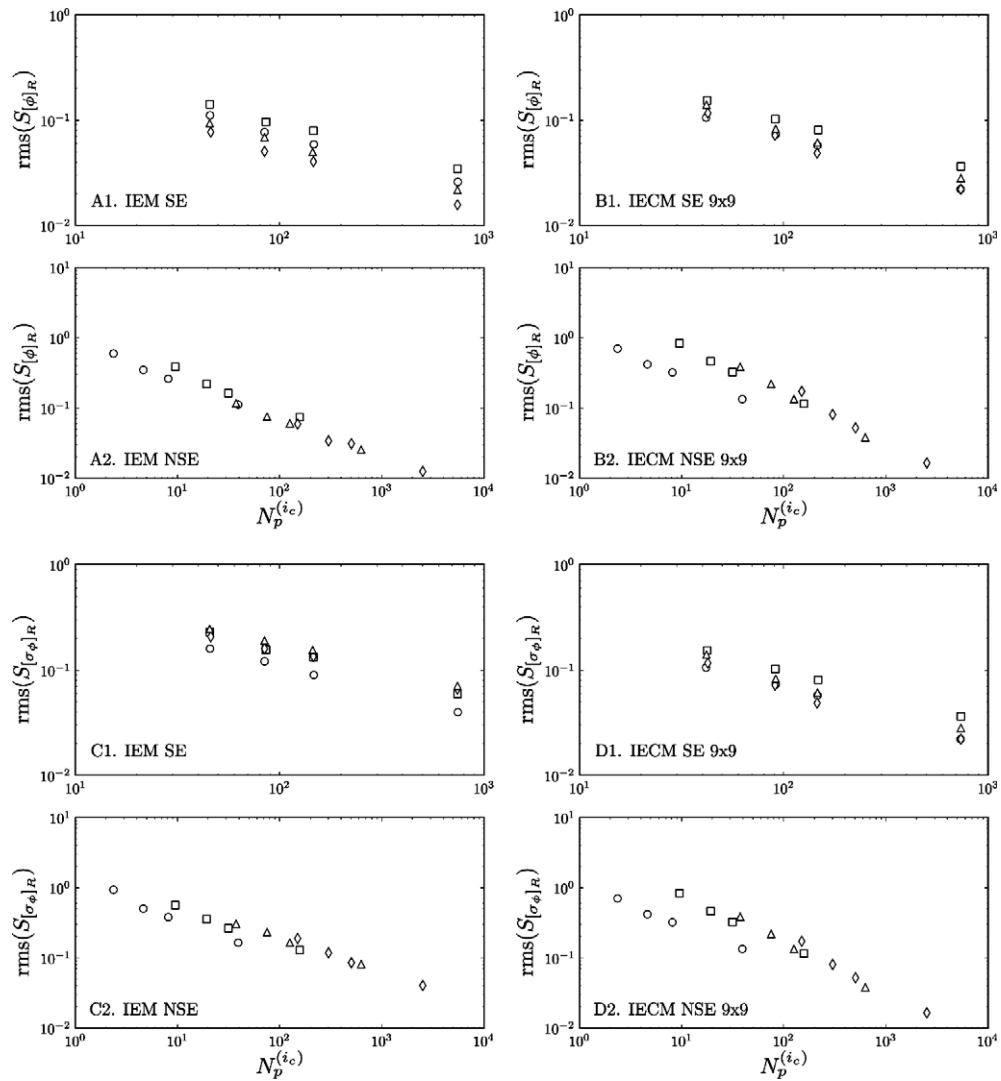 10^0
10^{-1}
10^{-2}
rms(S_{[ϕ]_R})
A1. IEM SE
10^1 10^2 10^3
10^0
10^{-1}
10^{-2}
rms(S_{[ϕ]_R})
B1. IECM SE 9x9
10^1 10^2 10^3
10^1
10^0
10^{-1}
10^{-2}
rms(S_{[ϕ]_R})
A2. IEM NSE
10^0 10^1 10^2 10^3 10^4
N_p^{(i_c)}
10^1
10^0
10^{-1}
10^{-2}
rms(S_{[ϕ]_R})
B2. IECM NSE 9x9
10^0 10^1 10^2 10^3 10^4
N_p^{(i_c)}
10^0
10^{-1}
10^{-2}
rms(S_{[σ_ϕ]_R})
C1. IEM SE
10^1 10^2 10^3
10^0
10^{-1}
10^{-2}
rms(S_{[σ_ϕ]_R})
D1. IECM SE 9x9
10^1 10^2 10^3
10^1
10^0
10^{-1}
10^{-2}
rms(S_{[σ_ϕ]_R})
C2. IEM NSE
10^0 10^1 10^2 10^3 10^4
N_p^{(i_c)}
10^1
10^0
10^{-1}
10^{-2}
rms(S_{[σ_ϕ]_R})
D2. IECM NSE 9x9
10^0 10^1 10^2 10^3 10^4
N_p^{(i_c)}